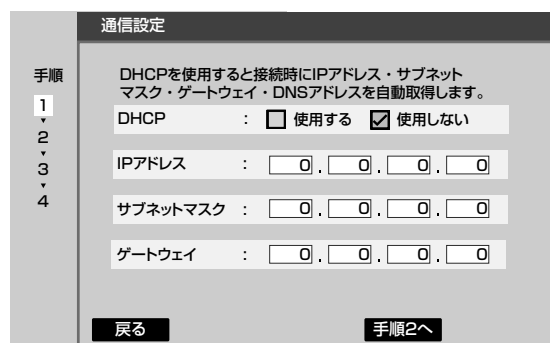 通信設定
手順
1
2
3
4
DHCPを使用すると接続時にIPアドレス・サブネット
マスク・ゲートウェイ・DNSアドレスを自動取得します。
DHCP : 使用する 使用しない
IPアドレス : 0 . 0 . 0 . 0
サブネットマスク : 0 . 0 . 0 . 0
ゲートウェイ : 0 . 0 . 0 . 0
戻る 手順2へ